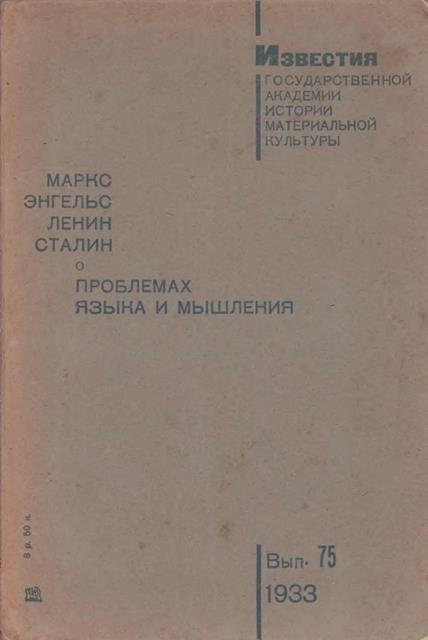 Известия
ГОСУДАРСТВЕННОЙ
АКАДЕМИИ
ИСТОРИИ
МАТЕРИАЛЬНОЙ
КУЛЬТУРЫ
МАРКС
ЭНГЕЛЬС
ЛЕНИН
СТАЛИН
О
ПРОБЛЕМАХ
ЯЗЫКА И МЫШЛЕНИЯ
8 р. 50 к.
Вып. 75
1933